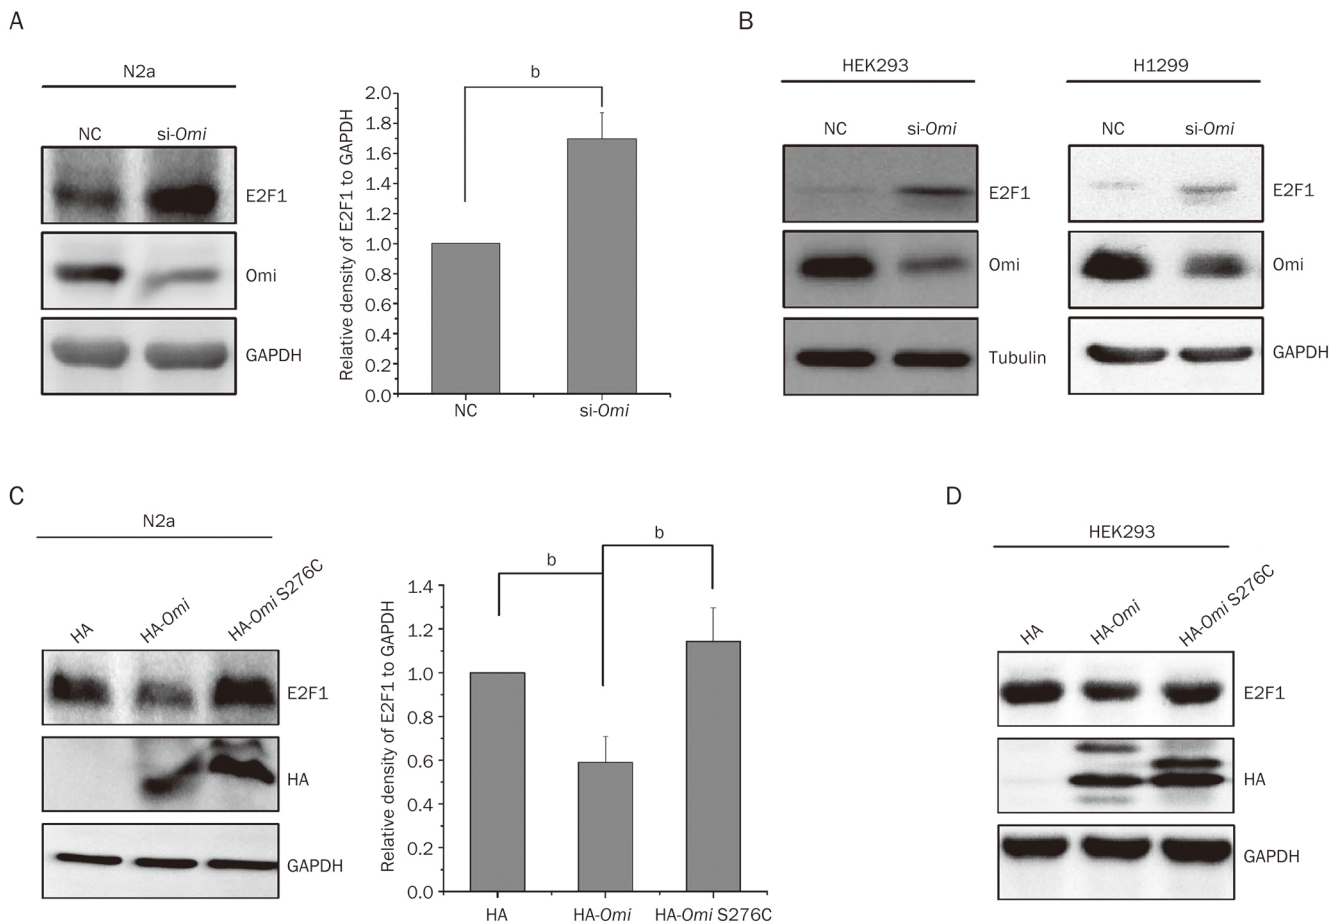 A
N2a
NC si-Omi
E2F1
Omi
GAPDH
b
Relative density of E2F1 to GAPDH
2.0
1.8
1.6
1.4
1.2
1.0
0.8
0.6
0.4
0.2
0.0
NC si-Omi
B
HEK293 H1299
NC si-Omi NC si-Omi
E2F1 E2F1
Omi Omi
Tubulin GAPDH
C
N2a
HA HA-Omi HA-Omi S276C
E2F1
HA
GAPDH
b b
Relative density of E2F1 to GAPDH
1.4
1.2
1.0
0.8
0.6
0.4
0.2
0.0
HA HA-Omi HA-Omi S276C
D
HEK293
HA HA-Omi HA-Omi S276C
E2F1
HA
GAPDH